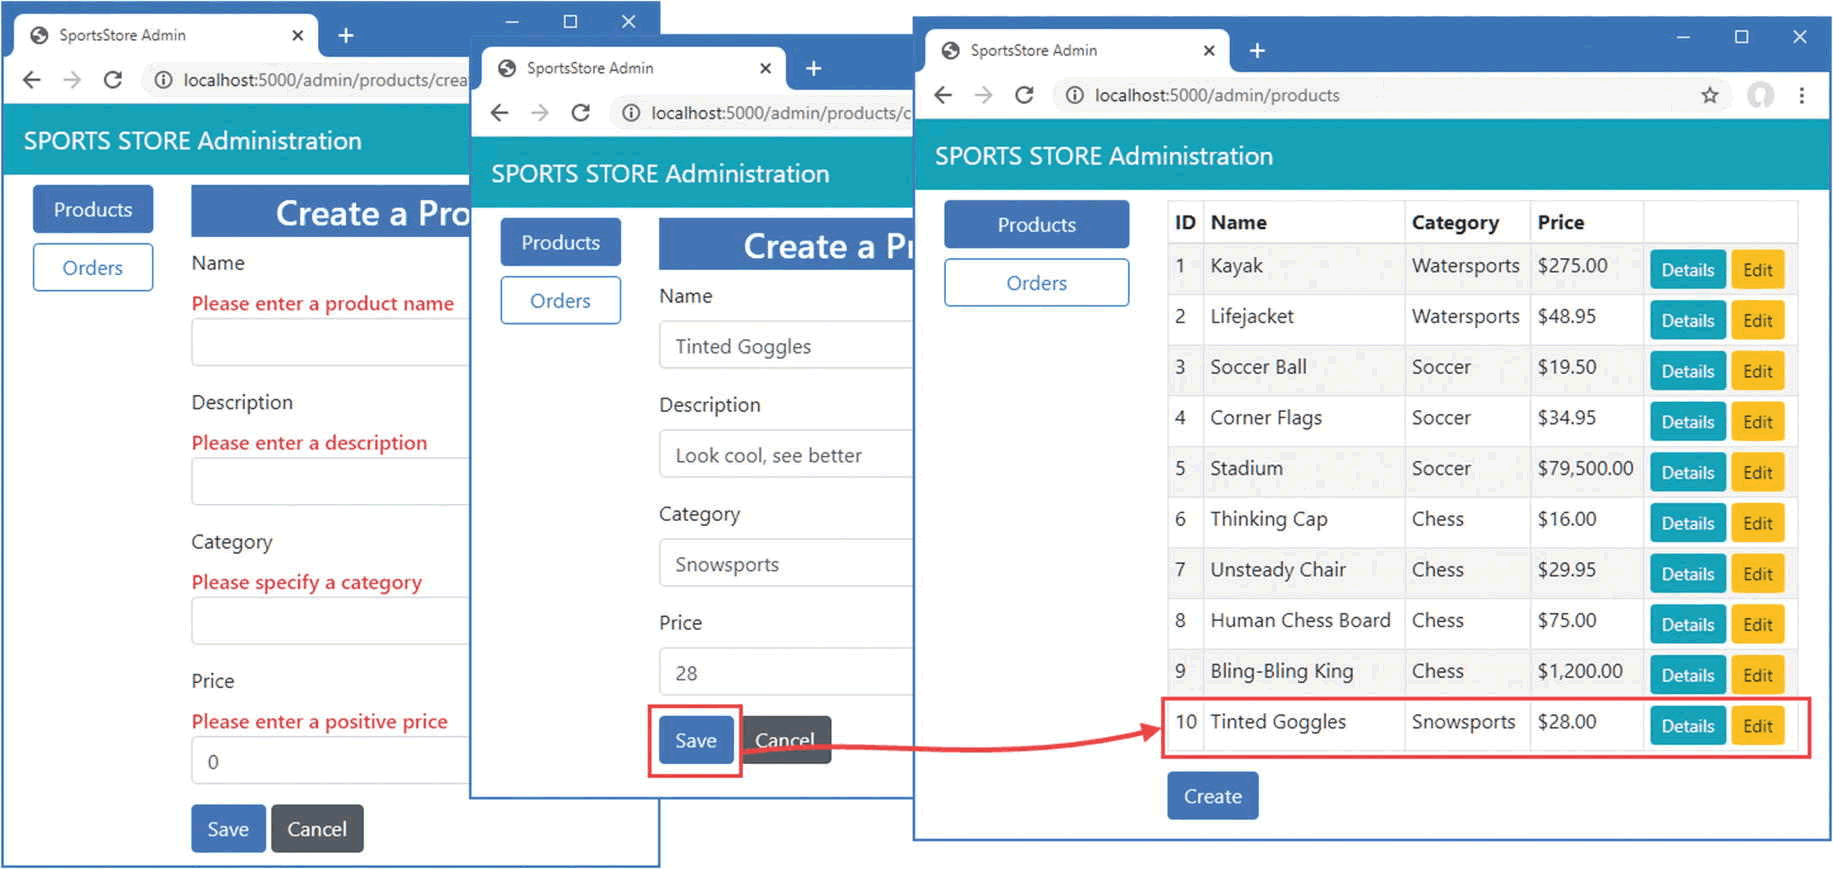 SportsStore Admin
localhost:5000/admin/products/crea
SPORTS STORE Administration
Products
Orders
Create a Pro
Name
Please enter a product name
Description
Please enter a description
Category
Please specify a category
Price
Please enter a positive price
0
Save Cancel
SportsStore Admin
localhost:5000/admin/products/c
SPORTS STORE Administration
Products
Orders
Create a Pr
Name
Tinted Goggles
Description
Look cool, see better
Category
Snowsports
Price
28
Save Cancel
SportsStore Admin
localhost:5000/admin/products
SPORTS STORE Administration
Products
Orders
ID Name Category Price
1 Kayak Watersports $275.00 Details Edit
2 Lifejacket Watersports $48.95 Details Edit
3 Soccer Ball Soccer $19.50 Details Edit
4 Corner Flags Soccer $34.95 Details Edit
5 Stadium Soccer $79,500.00 Details Edit
6 Thinking Cap Chess $16.00 Details Edit
7 Unsteady Chair Chess $29.95 Details Edit
8 Human Chess Board Chess $75.00 Details Edit
9 Bling-Bling King Chess $1,200.00 Details Edit
10 Tinted Goggles Snowsports $28.00 Details Edit
Create